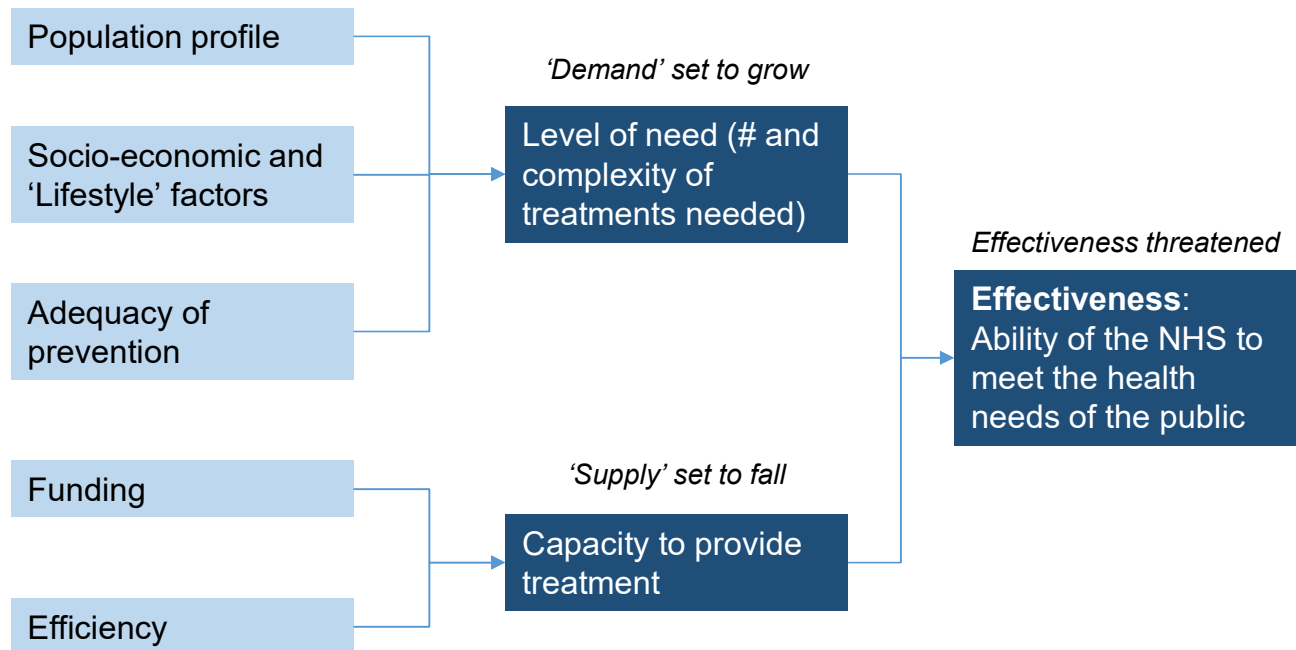 Population profile
Socio-economic and
‘Lifestyle’ factors
Adequacy of
prevention
Funding
Efficiency
‘Demand’ set to grow
Level of need (# and
complexity of
treatments needed)
‘Supply’ set to fall
Capacity to provide
treatment
Effectiveness threatened
Effectiveness:
Ability of the NHS to
meet the health
needs of the public